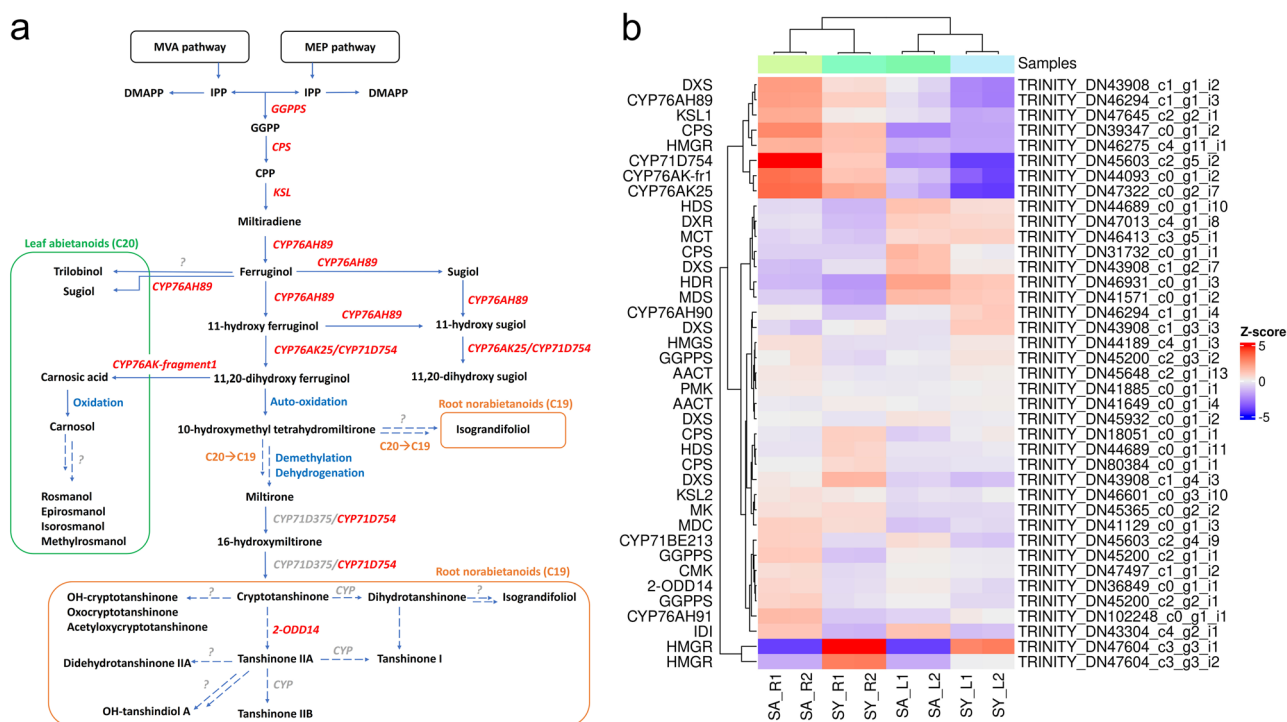 a
MVA pathway
MEP pathway
DMAPP
IPP
IPP
DMAPP
GGPPS
GGPP
CPS
CPP
KSL
Miltiradiene
CYP76AH89
Leaf abietanoids (C20)
Trilobinol
?
Ferruginol
CYP76AH89
Sugiol
Sugiol
CYP76AH89
CYP76AH89
CYP76AH89
11-hydroxy ferruginol
CYP76AH89
11-hydroxy sugiol
CYP76AK25/CYP71D754
CYP76AK25/CYP71D754
CYP76AK-fragment1
Carnosic acid
11,20-dihydroxy ferruginol
11,20-dihydroxy sugiol
Oxidation
Auto-oxidation
Root norabietanoids (C19)
Carnosol
10-hydroxymethyl tetrahydromiltirone
?
Isograndifoliol
C20→C19
?
C20→C19
Demethylation
Dehydrogenation
Rosmanol
Epirosmanol
Isorosmanol
Methylrosmanol
Miltirone
CYP71D375/CYP71D754
16-hydroxymiltirone
CYP71D375/CYP71D754
Root norabietanoids (C19)
OH-cryptotanshinone
Oxocryptotanshinone
Acetyloxycryptotanshinone
?
Cryptotanshinone
CYP
Dihydrotanshinone
?
Isograndifoliol
2-ODD14
Didehydrotanshinone IIA
?
Tanshinone IIA
CYP
Tanshinone I
?
CYP
OH-tanshindiol A
Tanshinone IIB
b
Samples
DXS TRINITY_DN43908_c1_g1_i2
CYP76AH89 TRINITY_DN46294_c1_g1_i3
KSL1 TRINITY_DN47645_c2_g2_i1
CPS TRINITY_DN39347_c0_g1_i2
HMGR TRINITY_DN46275_c4_g11_i1
CYP71D754 TRINITY_DN45603_c2_g5_i2
CYP76AK-fr1 TRINITY_DN44093_c0_g1_i2
CYP76AK25 TRINITY_DN47322_c0_g2_i7
HDS TRINITY_DN44689_c0_g1_i10
DXR TRINITY_DN47013_c4_g1_i8
MCT TRINITY_DN46413_c3_g5_i1
CPS TRINITY_DN31732_c0_g1_i1
DXS TRINITY_DN43908_c1_g2_i7
HDR TRINITY_DN46931_c0_g3_i1
MDS TRINITY_DN41571_c0_g1_i2
CYP76AH90 TRINITY_DN46294_c1_g1_i4
DXS TRINITY_DN43908_c1_g3_i3
HMGS TRINITY_DN44189_c4_g1_i3
GGPPS TRINITY_DN45200_c2_g3_i2
AACT TRINITY_DN45648_c2_g1_i13
PMK TRINITY_DN41885_c0_g1_i1
AACT TRINITY_DN41649_c0_g1_i4
DXS TRINITY_DN45932_c0_g1_i2
CPS TRINITY_DN18051_c0_g1_i1
HDS TRINITY_DN44689_c0_g1_i11
CPS TRINITY_DN80384_c0_g1_i1
DXS TRINITY_DN43908_c1_g4_i3
KSL2 TRINITY_DN46601_c0_g3_i10
MK TRINITY_DN45365_c0_g2_i2
MDC TRINITY_DN41129_c0_g1_i3
CYP71BE213 TRINITY_DN45603_c2_g4_i9
GGPPS TRINITY_DN45200_c2_g1_i1
CMK TRINITY_DN47497_c1_g1_i2
2-ODD14 TRINITY_DN36849_c0_g1_i1
GGPPS TRINITY_DN45200_c2_g2_i1
CYP76AH91 TRINITY_DN102248_c0_g1_i1
IDI TRINITY_DN43304_c4_g2_i1
HMGR TRINITY_DN47604_c3_g3_i1
HMGR TRINITY_DN47604_c3_g3_i2
SA_R1 SA_R2 SY_R1 SY_R2 SA_L1 SA_L2 SY_L1 SY_L2
Z-score
5
0
-5